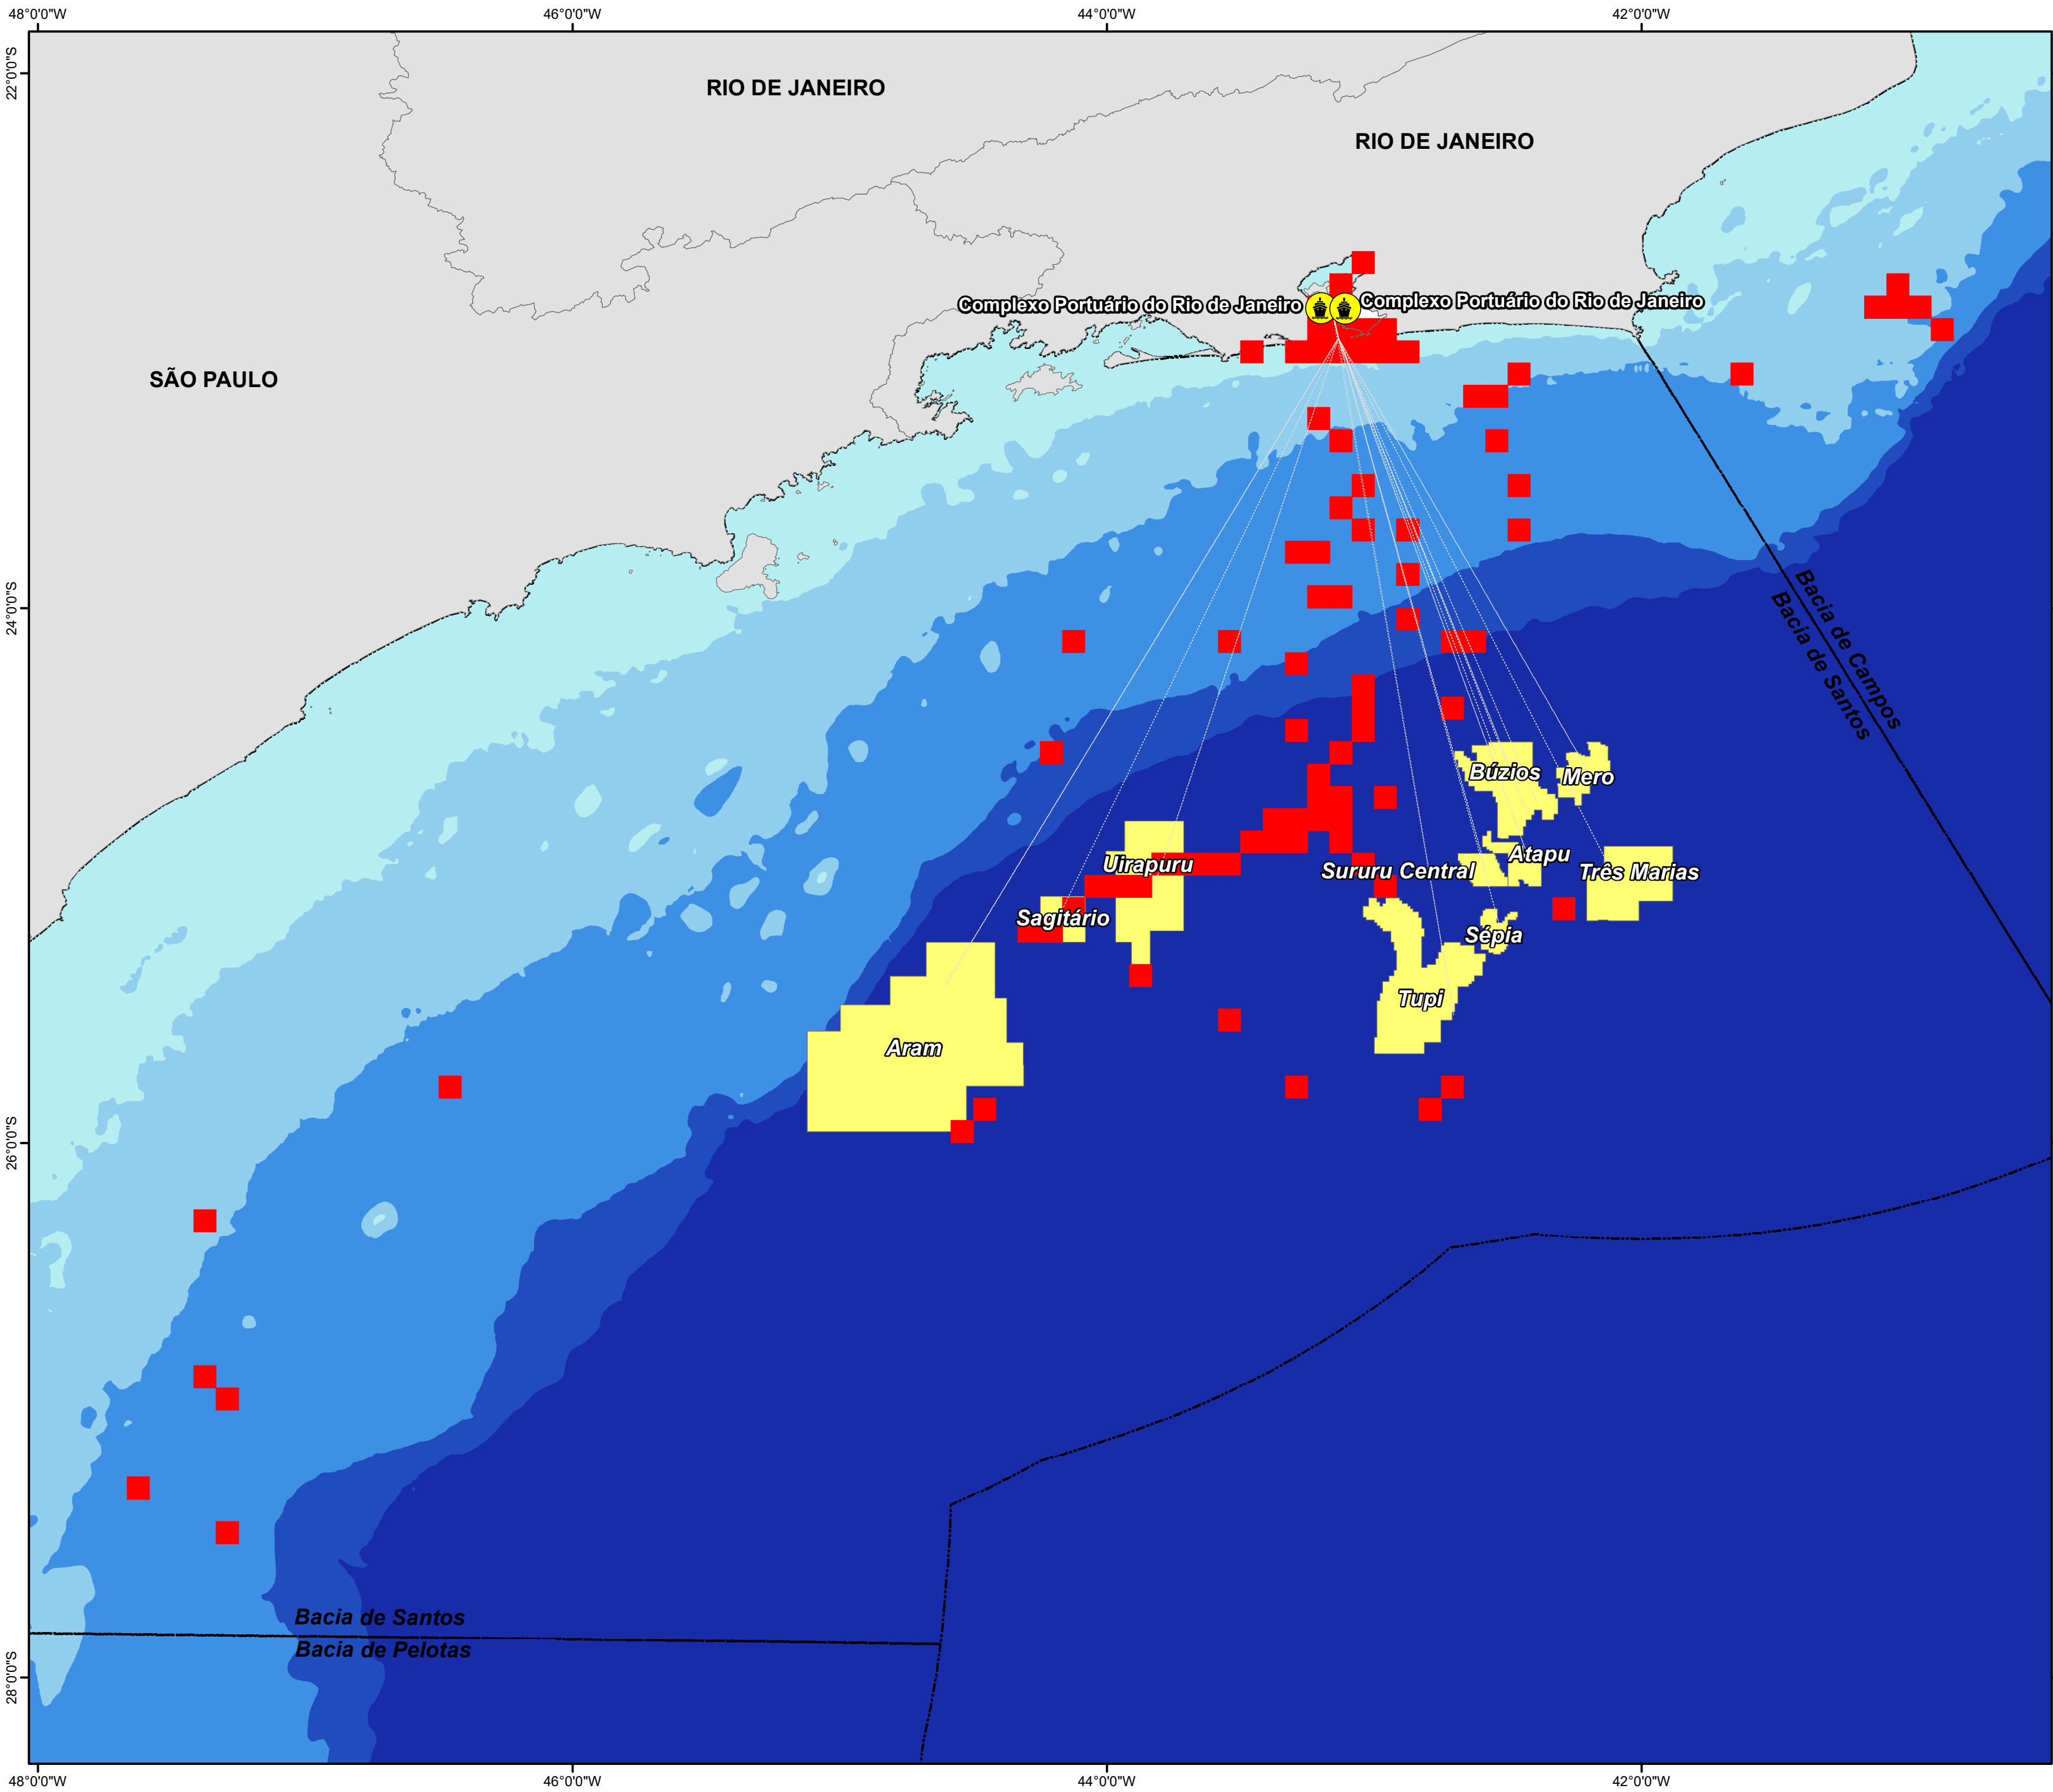 48°0'0"W
46°0'0"W
44°0'0"W
42°0'0"W
22°0'0"S
RIO DE JANEIRO
RIO DE JANEIRO
Complexo Portuário do Rio de Janeiro
Complexo Portuário do Rio de Janeiro
SÃO PAULO
24°0'0"S
Bacia de Campos
Bacia de Santos
Búzios
Mero
Atapu
Uirapuru
Sururu Central
Três Marias
Sagitário
Sépia
Tupi
Aram
26°0'0"S
Bacia de Santos
Bacia de Pelotas
28°0'0"S
48°0'0"W
46°0'0"W
44°0'0"W
42°0'0"W